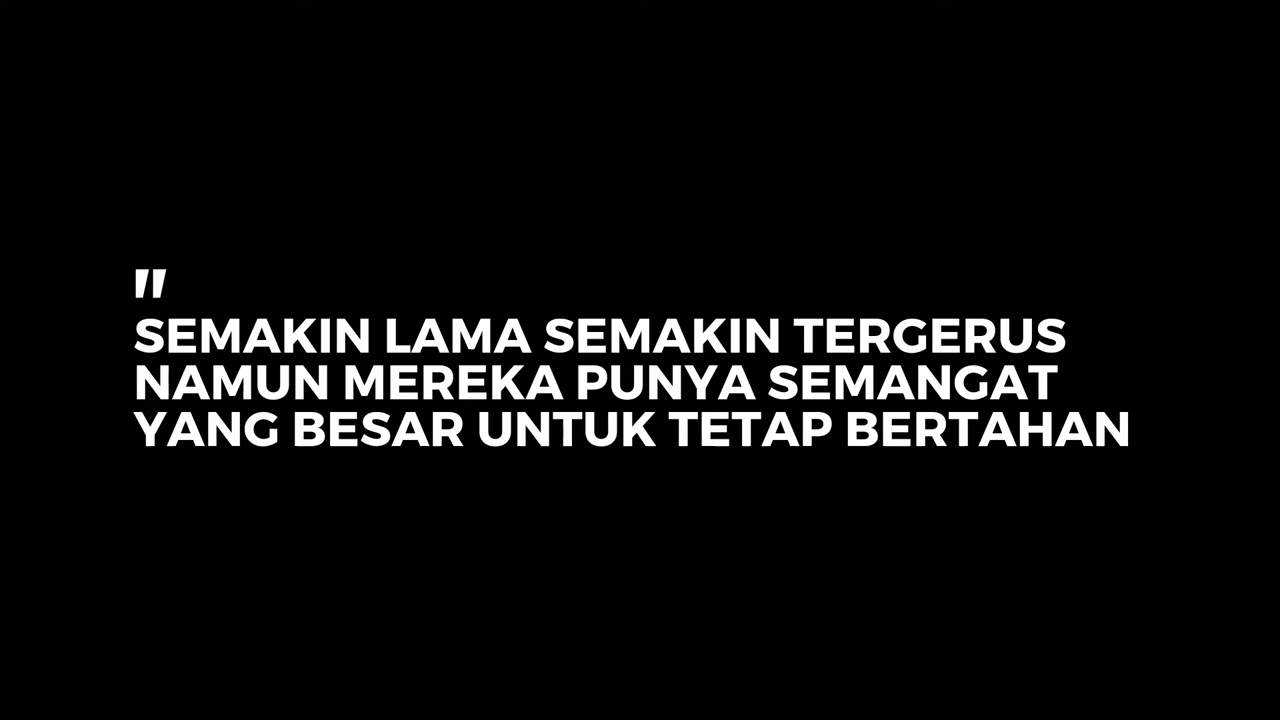 "
SEMAKIN LAMA SEMAKIN TERGERUS
NAMUN MEREKA PUNYA SEMANGAT
YANG BESAR UNTUK TETAP BERTAHAN